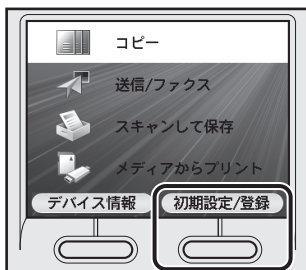 コピー
送信/ファクス
スキャンして保存
メディアからプリント
デバイス情報 初期設定/登録